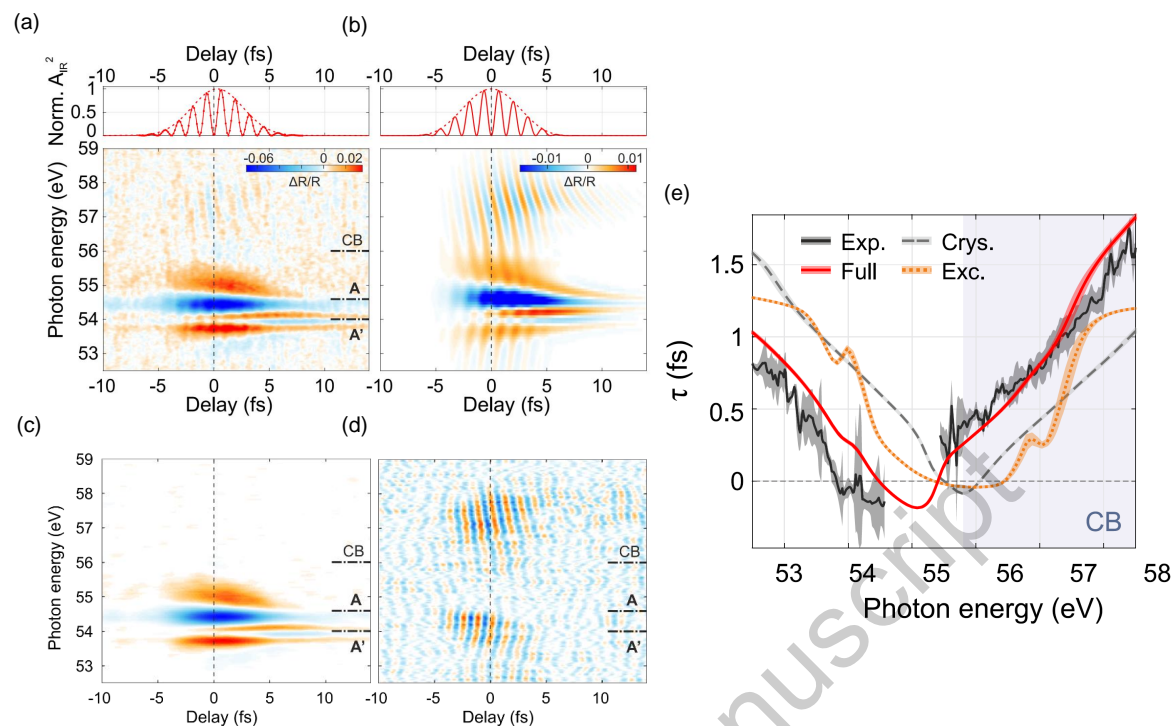 (a)
Delay (fs)
-10 -5 0 5 10
Norm. A_IR^2
1
0.5
0
(b)
Delay (fs)
-10 -5 0 5 10
Photon energy (eV)
59
58
57
56
55
54
53
-0.06 0 0.02
ΔR/R
CB
A
A'
-10 -5 0 5 10
Delay (fs)
-0.01 0 0.01
ΔR/R
-10 -5 0 5 10
Delay (fs)
(c)
Photon energy (eV)
59
58
57
56
55
54
53
CB
A
A'
-10 -5 0 5 10
Delay (fs)
(d)
CB
A
A'
-10 -5 0 5 10
Delay (fs)
(e)
τ (fs)
1.5
1
0.5
0
Exp.
Crys.
Full
Exc.
CB
53 54 55 56 57 58
Photon energy (eV)
nuscript